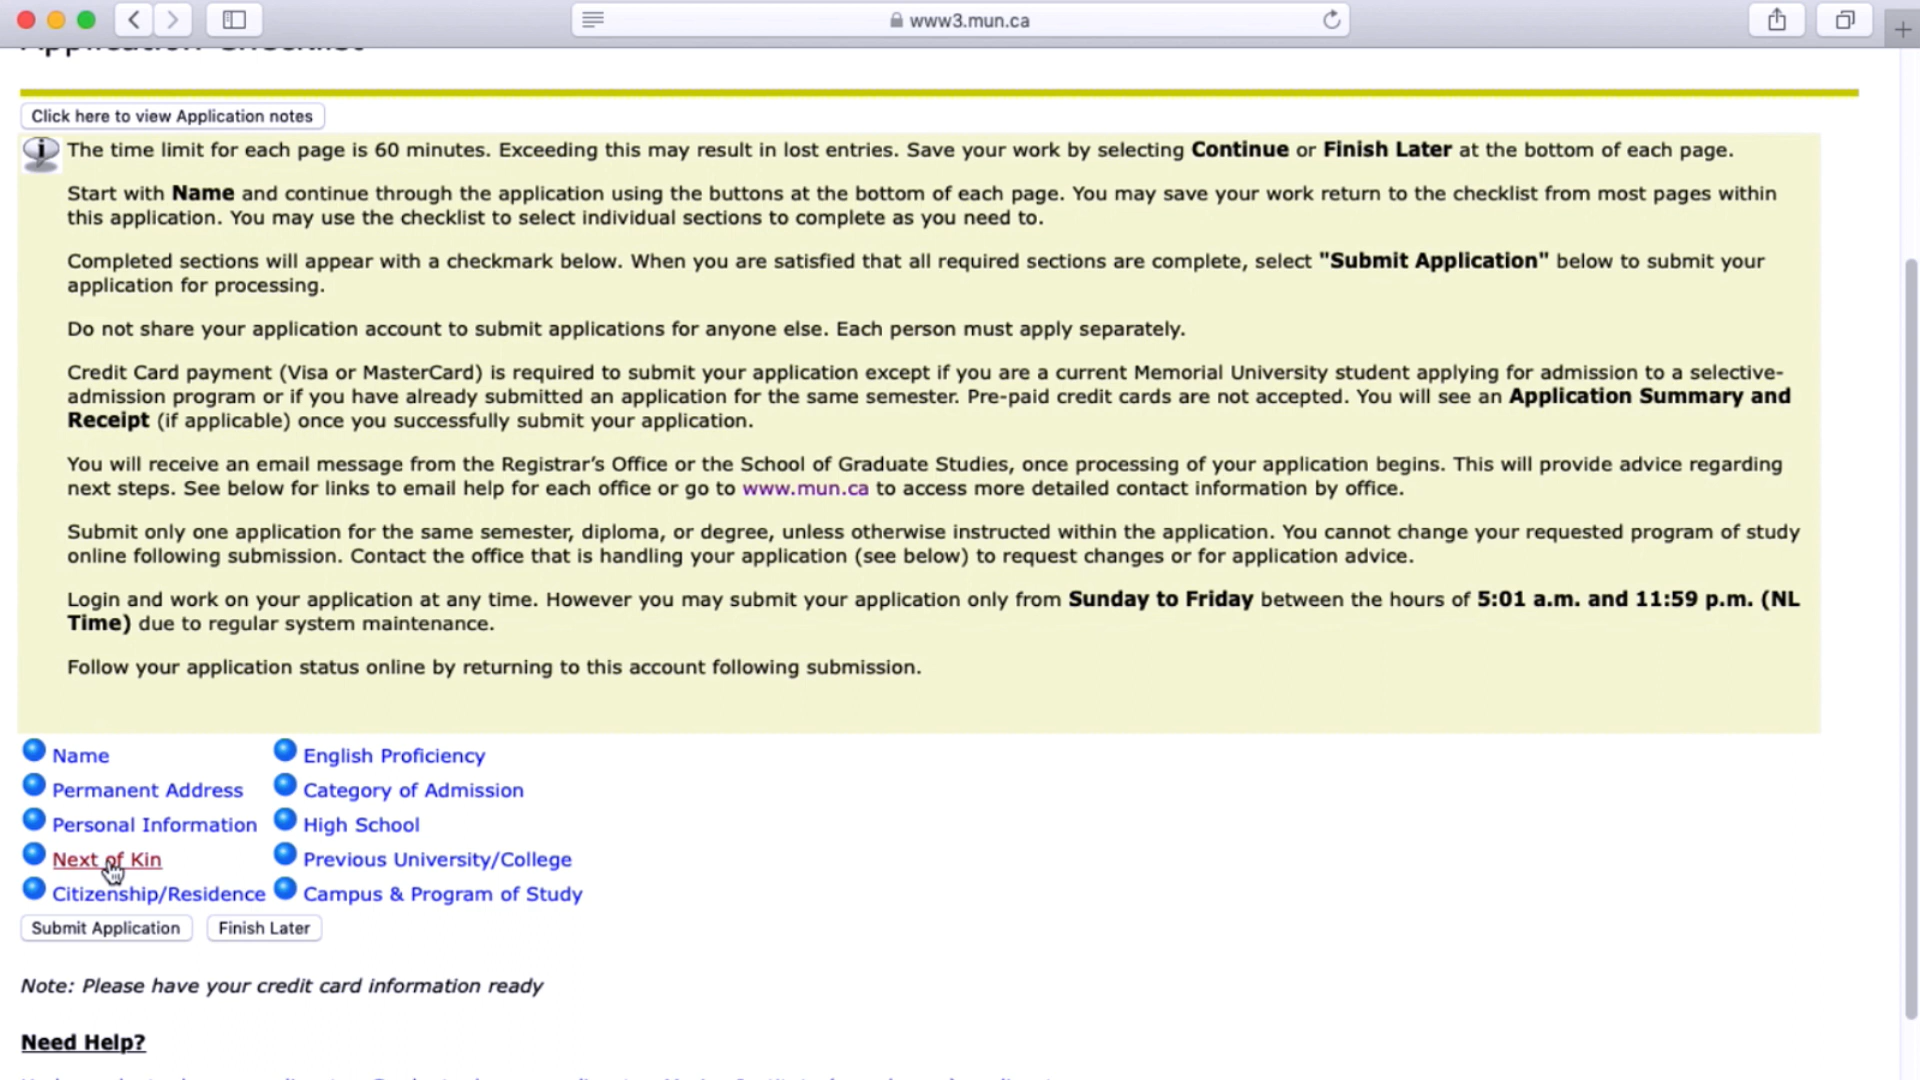 www3.mun.ca
Application Checklist
Click here to view Application notes
The time limit for each page is 60 minutes. Exceeding this may result in lost entries. Save your work by selecting Continue or Finish Later at the bottom of each page.
Start with Name and continue through the application using the buttons at the bottom of each page. You may save your work return to the checklist from most pages within
this application. You may use the checklist to select individual sections to complete as you need to.
Completed sections will appear with a checkmark below. When you are satisfied that all required sections are complete, select "Submit Application" below to submit your
application for processing.
Do not share your application account to submit applications for anyone else. Each person must apply separately.
Credit Card payment (Visa or MasterCard) is required to submit your application except if you are a current Memorial University student applying for admission to a selective-
admission program or if you have already submitted an application for the same semester. Pre-paid credit cards are not accepted. You will see an Application Summary and
Receipt (if applicable) once you successfully submit your application.
You will receive an email message from the Registrar's Office or the School of Graduate Studies, once processing of your application begins. This will provide advice regarding
next steps. See below for links to email help for each office or go to www.mun.ca to access more detailed contact information by office.
Submit only one application for the same semester, diploma, or degree, unless otherwise instructed within the application. You cannot change your requested program of study
online following submission. Contact the office that is handling your application (see below) to request changes or for application advice.
Login and work on your application at any time. However you may submit your application only from Sunday to Friday between the hours of 5:01 a.m. and 11:59 p.m. (NL
Time) due to regular system maintenance.
Follow your application status online by returning to this account following submission.
Name English Proficiency
Permanent Address Category of Admission
Personal Information High School
Next of Kin Previous University/College
Citizenship/Residence Campus & Program of Study
Submit Application Finish Later
Note: Please have your credit card information ready
Need Help?